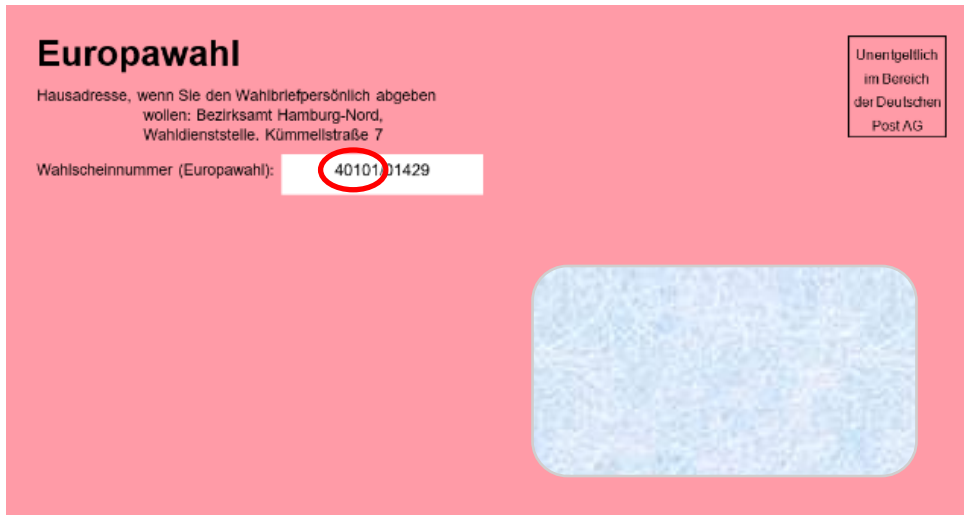 Europawahl
Hausadresse, wenn Sie den Wahlbriefpersönlich abgeben
wollen: Bezirksamt Hamburg-Nord,
Wahldienststelle. Kümmellstraße 7
Wahlscheinnummer (Europawahl): 40101/01429
Unentgeltlich
im Bereich
der Deutschen
Post AG